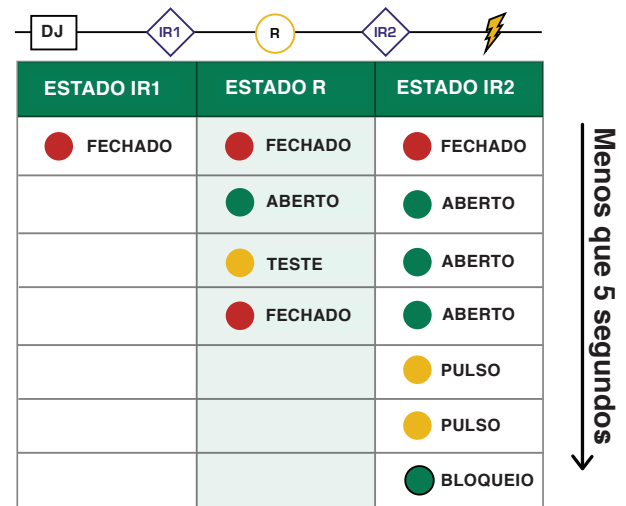 DJ IR1 R IR2
ESTADO IR1 ESTADO R ESTADO IR2
FECHADO FECHADO FECHADO
ABERTO ABERTO
TESTE ABERTO
FECHADO ABERTO
PULSO
PULSO
BLOQUEIO
Menos que 5 segundos